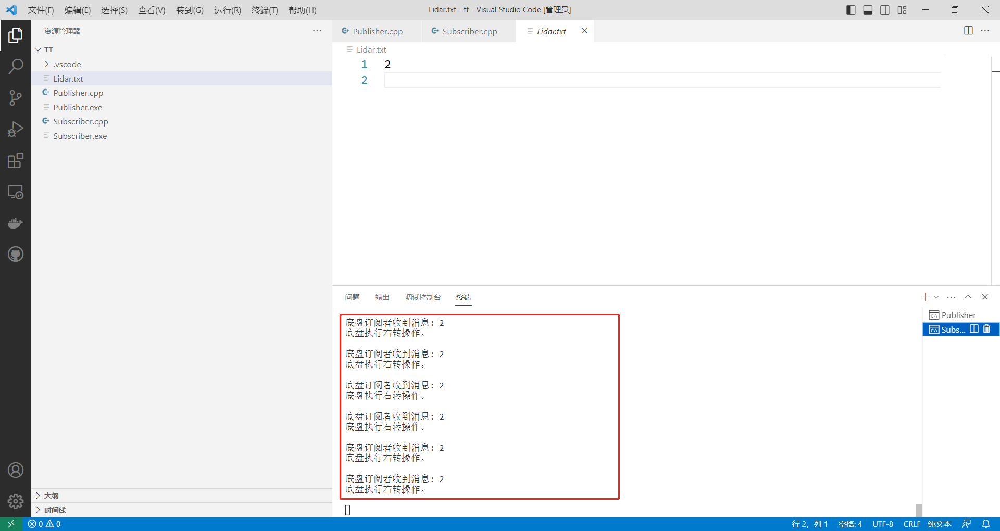 文件(F) 编辑(E) 选择(S) 查看(V) 转到(G) 运行(R) 终端(T) 帮助(H) Lidar.txt - tt - Visual Studio Code [管理员]
资源管理器
TT
.vscode
Lidar.txt
Publisher.cpp
Publisher.exe
Subscriber.cpp
Subscriber.exe
大纲
时间线
Publisher.cpp Subscriber.cpp Lidar.txt
Lidar.txt
1 2
2
问题 输出 调试控制台 终端
底盘订阅者收到消息: 2
底盘执行右转操作。
底盘订阅者收到消息: 2
底盘执行右转操作。
底盘订阅者收到消息: 2
底盘执行右转操作。
底盘订阅者收到消息: 2
底盘执行右转操作。
底盘订阅者收到消息: 2
底盘执行右转操作。
底盘订阅者收到消息: 2
底盘执行右转操作。
Publisher
Subs...
0 0 行 2，列 1 空格: 4 UTF-8 CRLF 纯文本